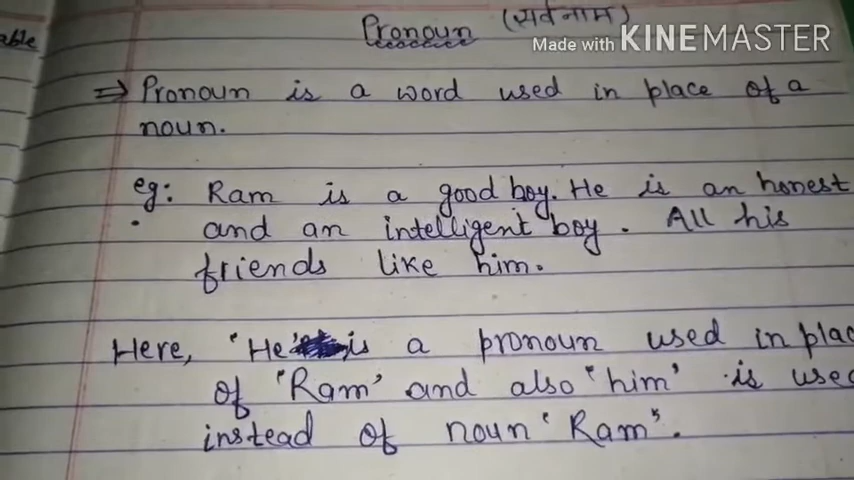 able
Pronoun (सर्वनाम)
Made with KINEMASTER
⇒ Pronoun is a word used in place of a
noun.
eg: Ram is a good boy. He is an honest
and an intelligent boy. All his
friends like him.
Here, "He" is a pronoun used in plac
of "Ram" and also "him" is used
instead of noun "Ram".